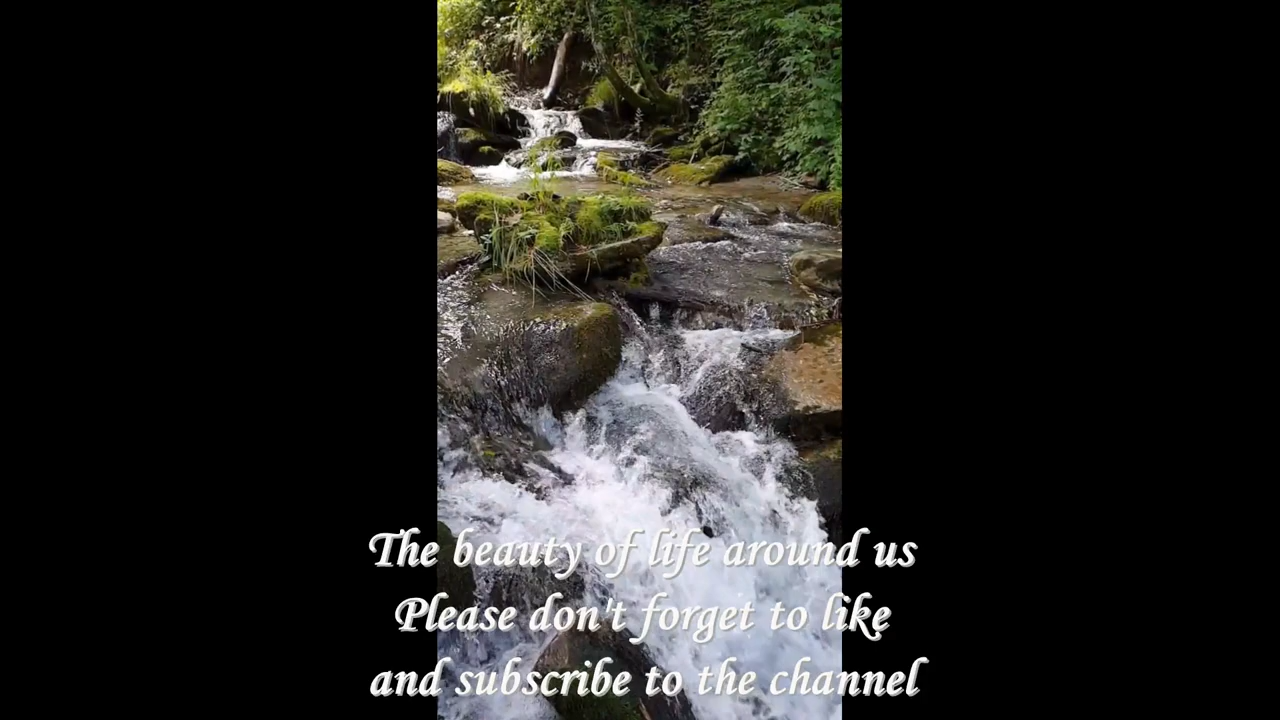 The beauty of life around us
Please don't forget to like
and subscribe to the channel